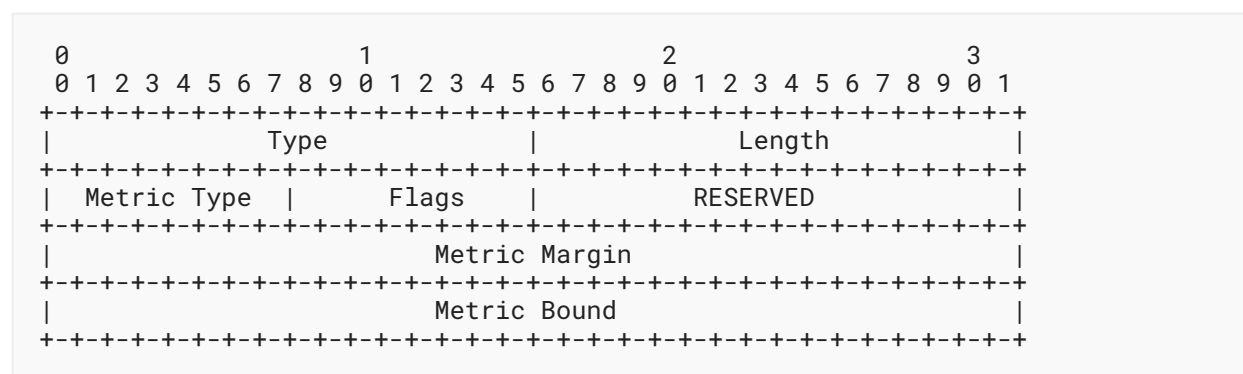 0                   1                   2                   3
 0 1 2 3 4 5 6 7 8 9 0 1 2 3 4 5 6 7 8 9 0 1 2 3 4 5 6 7 8 9 0 1
+-+-+-+-+-+-+-+-+-+-+-+-+-+-+-+-+-+-+-+-+-+-+-+-+-+-+-+-+-+-+-+-+
|              Type             |             Length            |
+-+-+-+-+-+-+-+-+-+-+-+-+-+-+-+-+-+-+-+-+-+-+-+-+-+-+-+-+-+-+-+-+
|  Metric Type  |      Flags    |          RESERVED             |
+-+-+-+-+-+-+-+-+-+-+-+-+-+-+-+-+-+-+-+-+-+-+-+-+-+-+-+-+-+-+-+-+
|                         Metric Margin                         |
+-+-+-+-+-+-+-+-+-+-+-+-+-+-+-+-+-+-+-+-+-+-+-+-+-+-+-+-+-+-+-+-+
|                         Metric Bound                          |
+-+-+-+-+-+-+-+-+-+-+-+-+-+-+-+-+-+-+-+-+-+-+-+-+-+-+-+-+-+-+-+-+